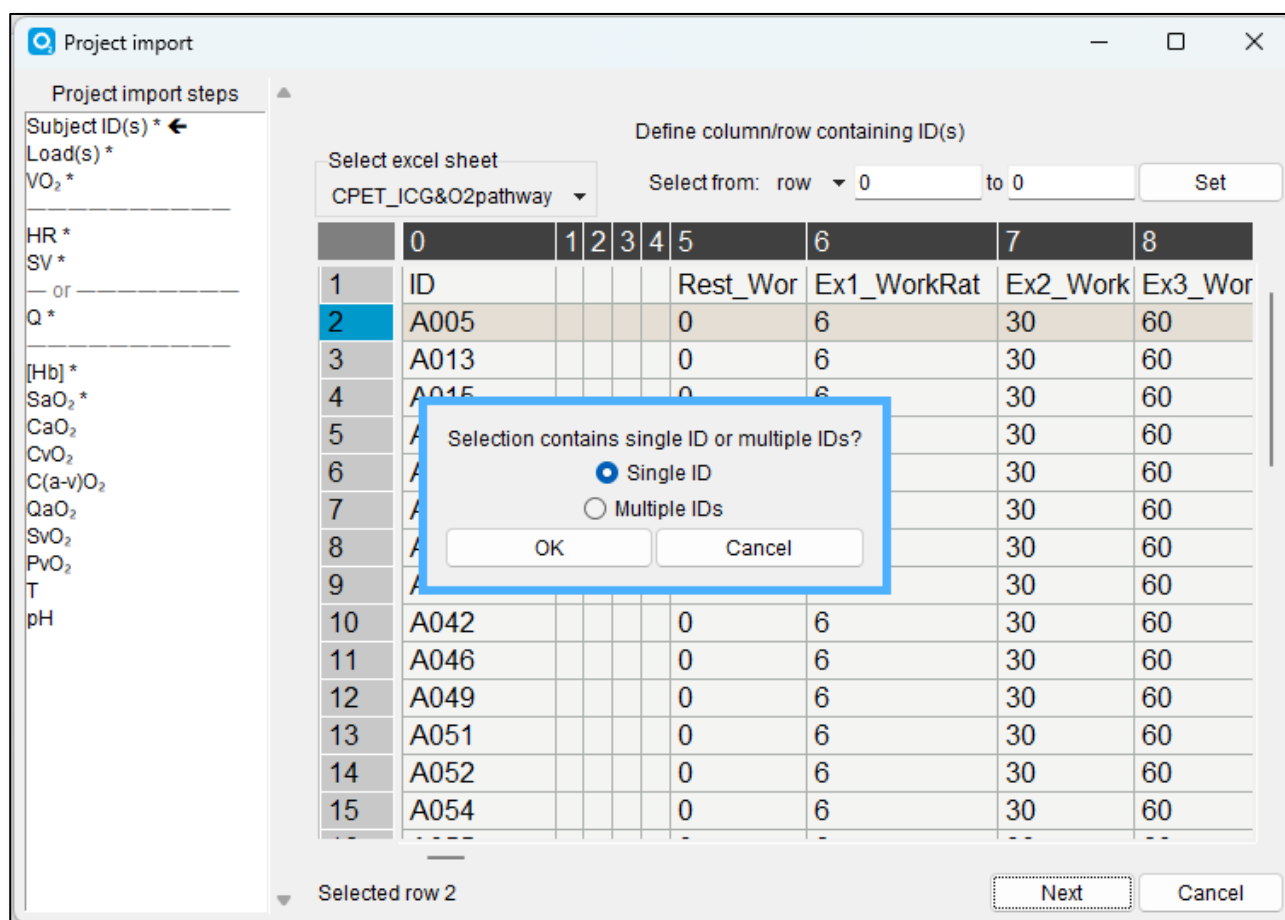 Project import
Project import steps
Subject ID(s) * 🡸
Load(s) *
VO₂ *
HR *
SV *
— or —
Q *
[Hb] *
SaO₂ *
CaO₂
CvO₂
C(a-v)O₂
QaO₂
SvO₂
PvO₂
T
pH
Define column/row containing ID(s)
Select excel sheet
CPET_ICG&O2pathway
Select from: row 0 to 0 Set
0 1 2 3 4 5 6 7 8
1 ID Rest_Wor Ex1_WorkRat Ex2_Work Ex3_Wor
2 A005 0 6 30 60
3 A013 0 6 30 60
4 A015 0 6 30 60
5 30 60
6 30 60
7 30 60
8 30 60
9 30 60
10 A042 0 6 30 60
11 A046 0 6 30 60
12 A049 0 6 30 60
13 A051 0 6 30 60
14 A052 0 6 30 60
15 A054 0 6 30 60
Selection contains single ID or multiple IDs?
Single ID
Multiple IDs
OK Cancel
Selected row 2
Next Cancel